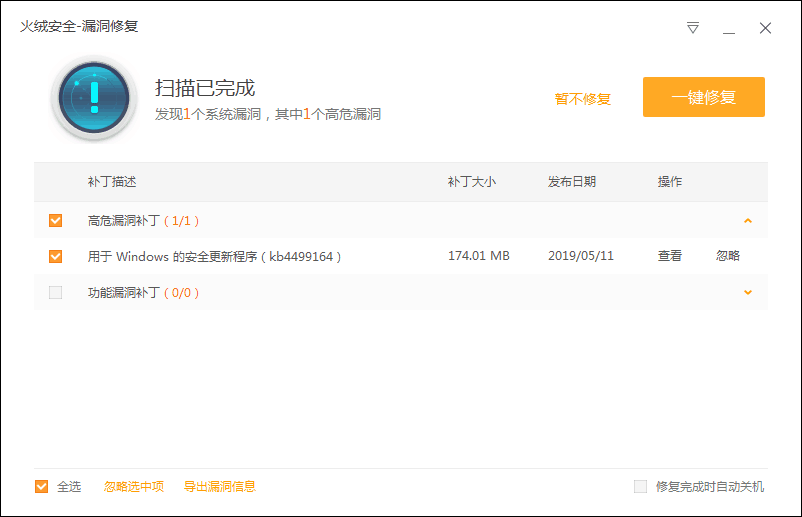 火绒安全-漏洞修复
扫描已完成
发现1个系统漏洞，其中1个高危漏洞
暂不修复
一键修复
补丁描述 补丁大小 发布日期 操作
高危漏洞补丁（1/1）
用于 Windows 的安全更新程序（kb4499164） 174.01 MB 2019/05/11 查看 忽略
功能漏洞补丁（0/0）
全选 忽略选中项 导出漏洞信息 修复完成时自动关机